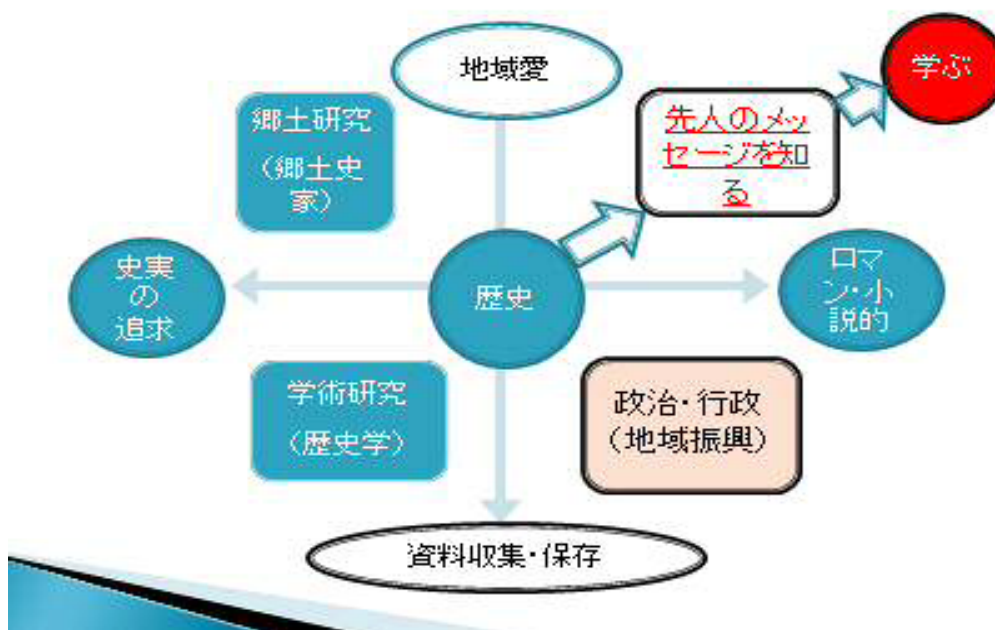 地域愛
学ぶ
郷土研究
（郷土史
家）
先人のメッ
セージを知
る
史実
の
追求
歴史
ロマ
ン・小
説的
学術研究
（歴史学）
政治・行政
（地域振興）
資料収集・保存